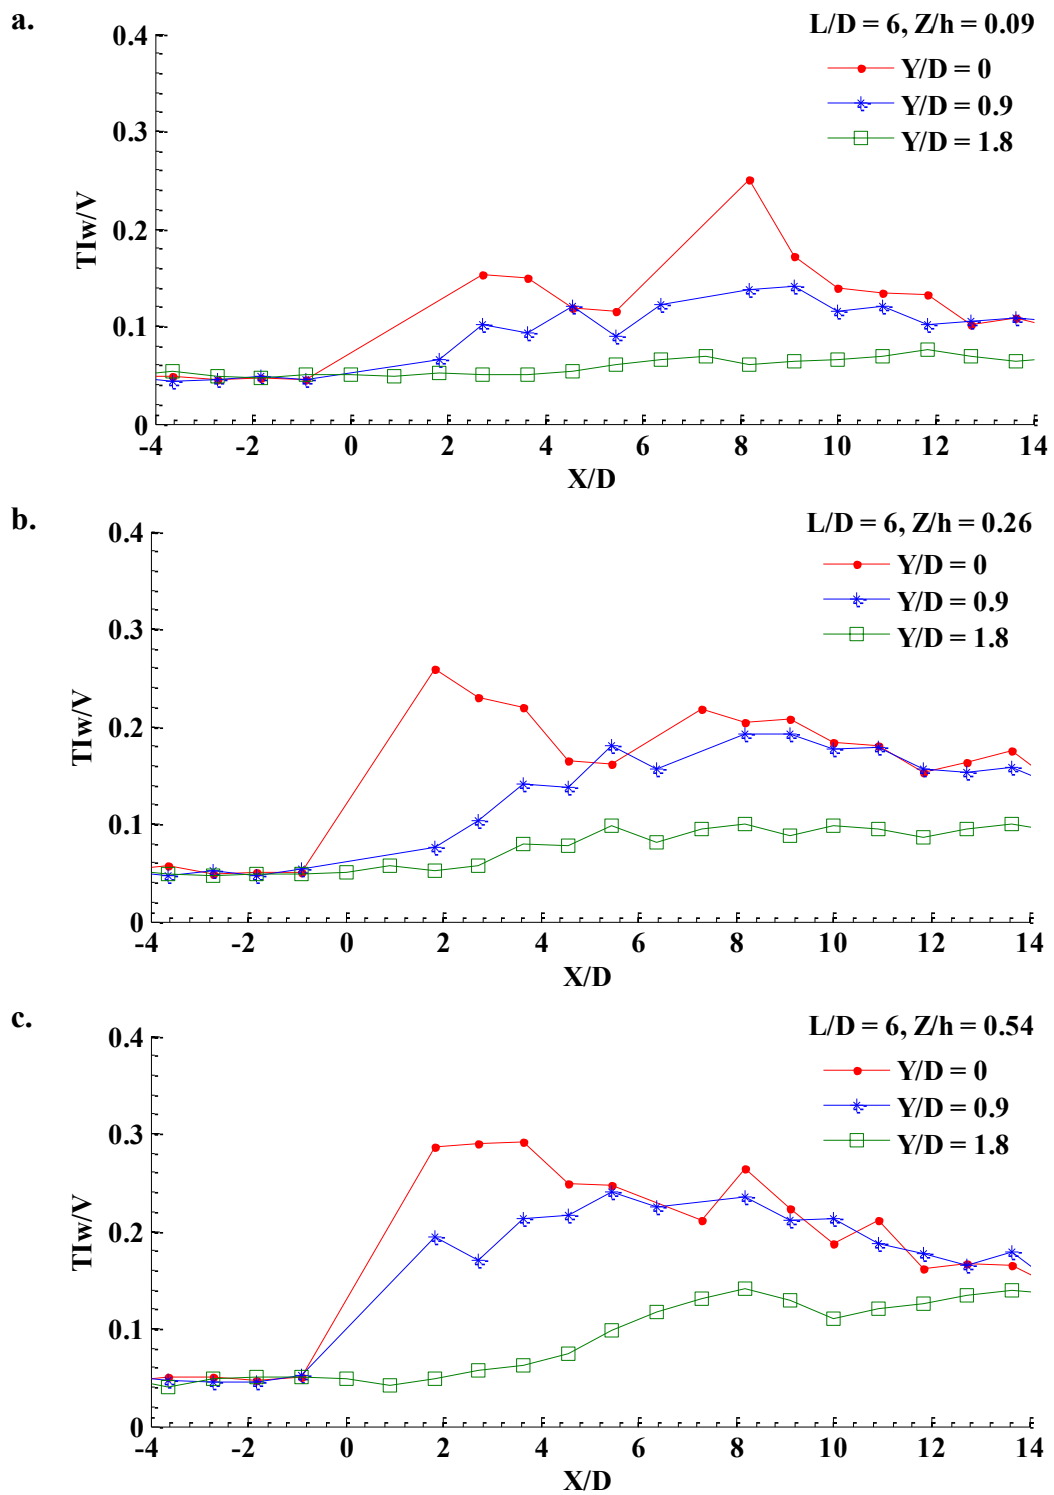 a.
L/D = 6, Z/h = 0.09
Y/D = 0
Y/D = 0.9
Y/D = 1.8
0.4
0.3
0.2
0.1
0
TIw/V
-4 -2 0 2 4 6 8 10 12 14
X/D
b.
L/D = 6, Z/h = 0.26
Y/D = 0
Y/D = 0.9
Y/D = 1.8
0.4
0.3
0.2
0.1
0
TIw/V
-4 -2 0 2 4 6 8 10 12 14
X/D
c.
L/D = 6, Z/h = 0.54
Y/D = 0
Y/D = 0.9
Y/D = 1.8
0.4
0.3
0.2
0.1
0
TIw/V
-4 -2 0 2 4 6 8 10 12 14
X/D